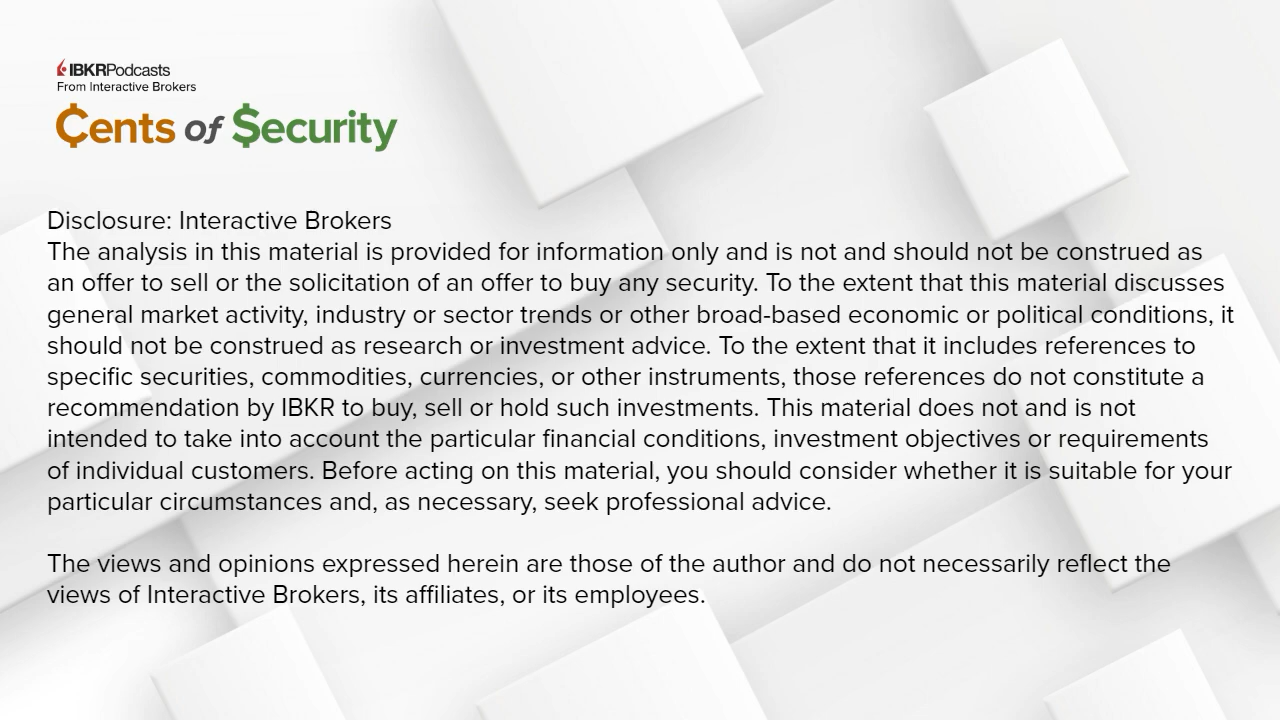 IBKRPodcasts
From Interactive Brokers
₵ents of $ecurity
Disclosure: Interactive Brokers
The analysis in this material is provided for information only and is not and should not be construed as
an offer to sell or the solicitation of an offer to buy any security. To the extent that this material discusses
general market activity, industry or sector trends or other broad-based economic or political conditions, it
should not be construed as research or investment advice. To the extent that it includes references to
specific securities, commodities, currencies, or other instruments, those references do not constitute a
recommendation by IBKR to buy, sell or hold such investments. This material does not and is not
intended to take into account the particular financial conditions, investment objectives or requirements
of individual customers. Before acting on this material, you should consider whether it is suitable for your
particular circumstances and, as necessary, seek professional advice.
The views and opinions expressed herein are those of the author and do not necessarily reflect the
views of Interactive Brokers, its affiliates, or its employees.